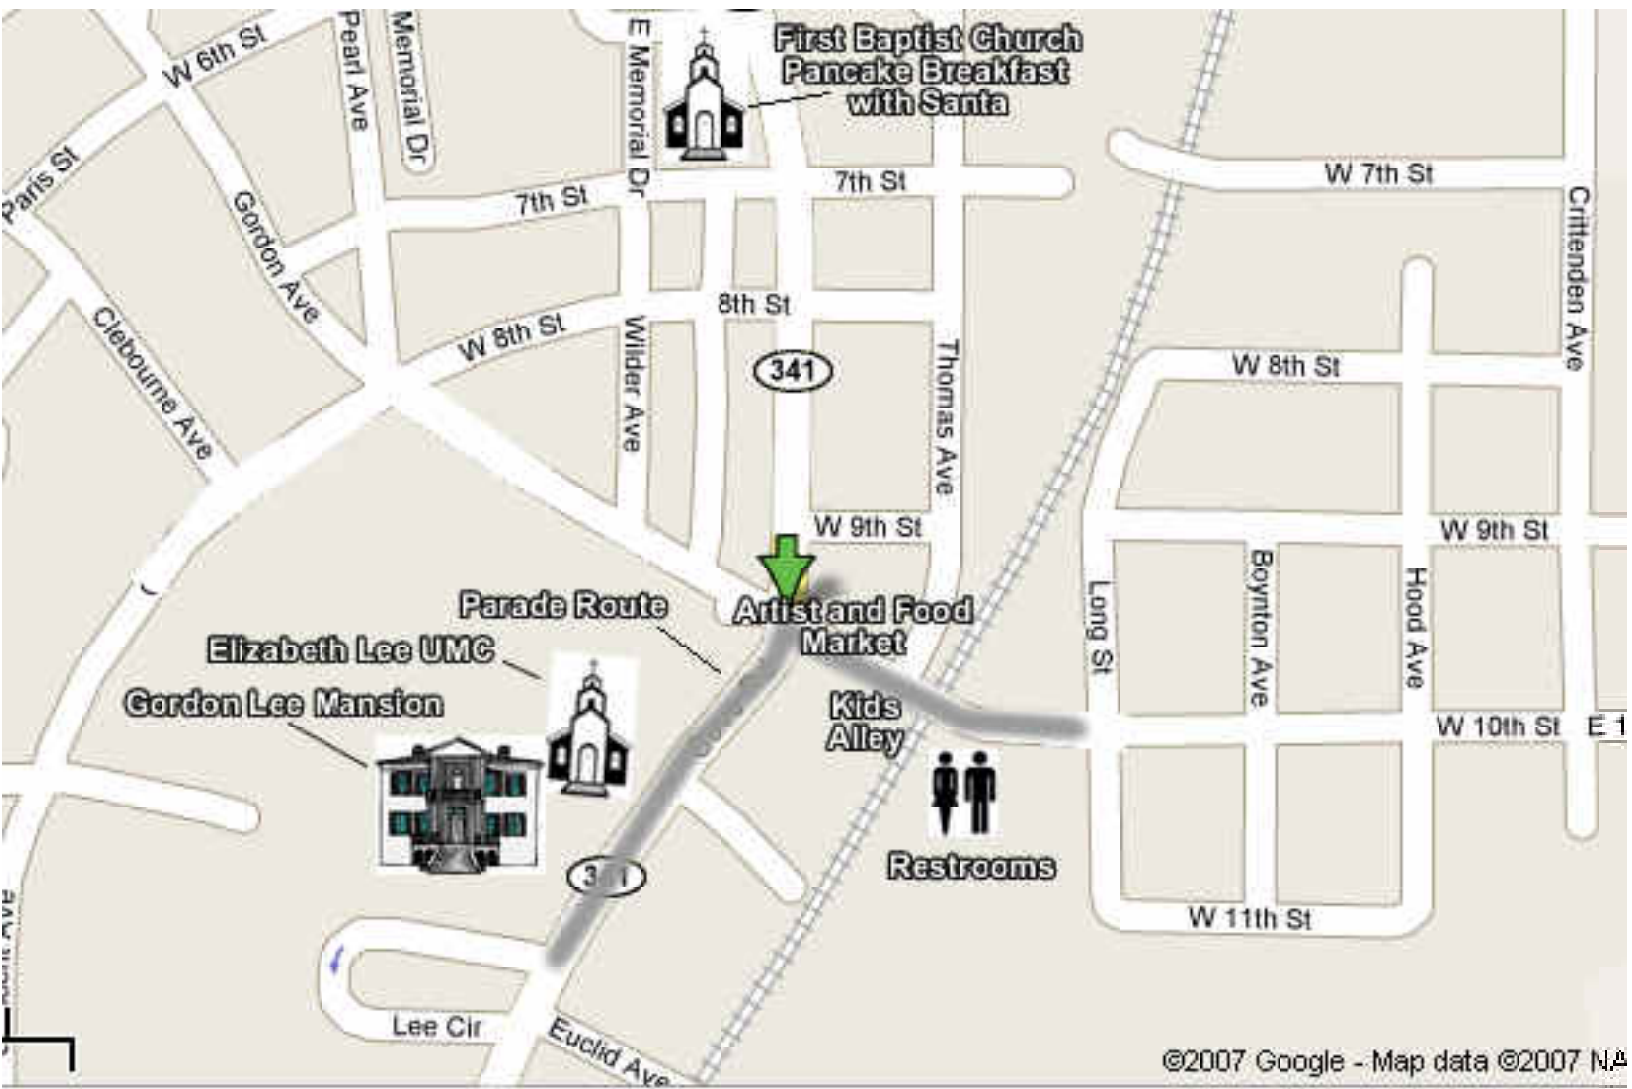 First Baptist Church
Pancake Breakfast
with Santa
W 6th St
Pearl Ave
Memorial Dr
E Memorial Dr
Paris St
7th St
7th St
W 7th St
Gordon Ave
Crittenden Ave
8th St
W 8th St
Wilder Ave
341
Thomas Ave
W 8th St
Clebourne Ave
W 9th St
W 9th St
Boynton Ave
Hood Ave
Long St
Parade Route
Artist and Food
Market
Elizabeth Lee UMC
Gordon Lee Mansion
Kids
Alley
W 10th St
E 1
Restrooms
W 11th St
Lee Cir
Euclid Ave
©2007 Google - Map data ©2007 NA